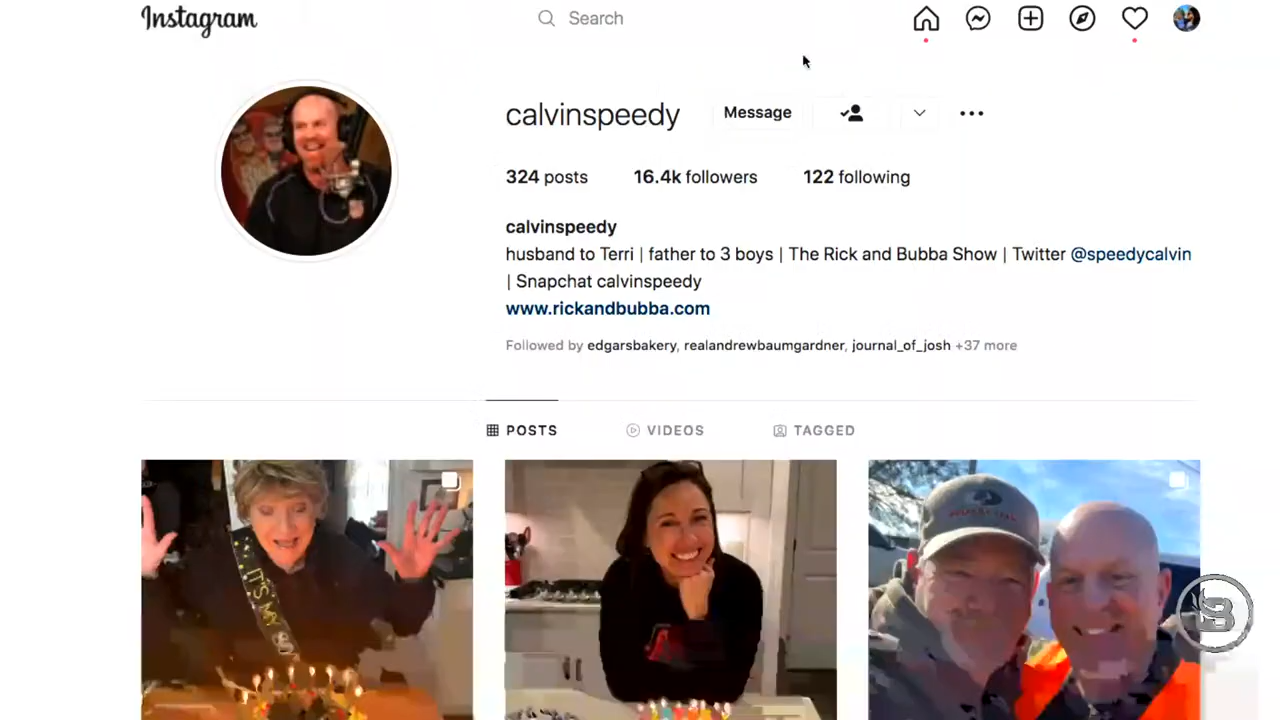 Instagram
Search
calvinspeedy
Message
324 posts 16.4k followers 122 following
calvinspeedy
husband to Terri | father to 3 boys | The Rick and Bubba Show | Twitter @speedycalvin
| Snapchat calvinspeedy
www.rickandbubba.com
Followed by edgarsbakery, realandrewbaumgardner, journal_of_josh +37 more
POSTS VIDEOS TAGGED
IT'S MY
B